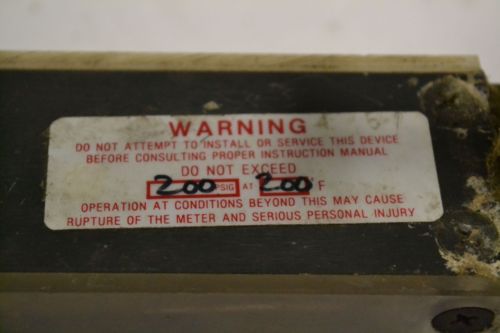 WARNING
DO NOT ATTEMPT TO INSTALL OR SERVICE THIS DEVICE
BEFORE CONSULTING PROPER INSTRUCTION MANUAL
DO NOT EXCEED
200 PSIG AT 200 °F
OPERATION AT CONDITIONS BEYOND THIS MAY CAUSE
RUPTURE OF THE METER AND SERIOUS PERSONAL INJURY